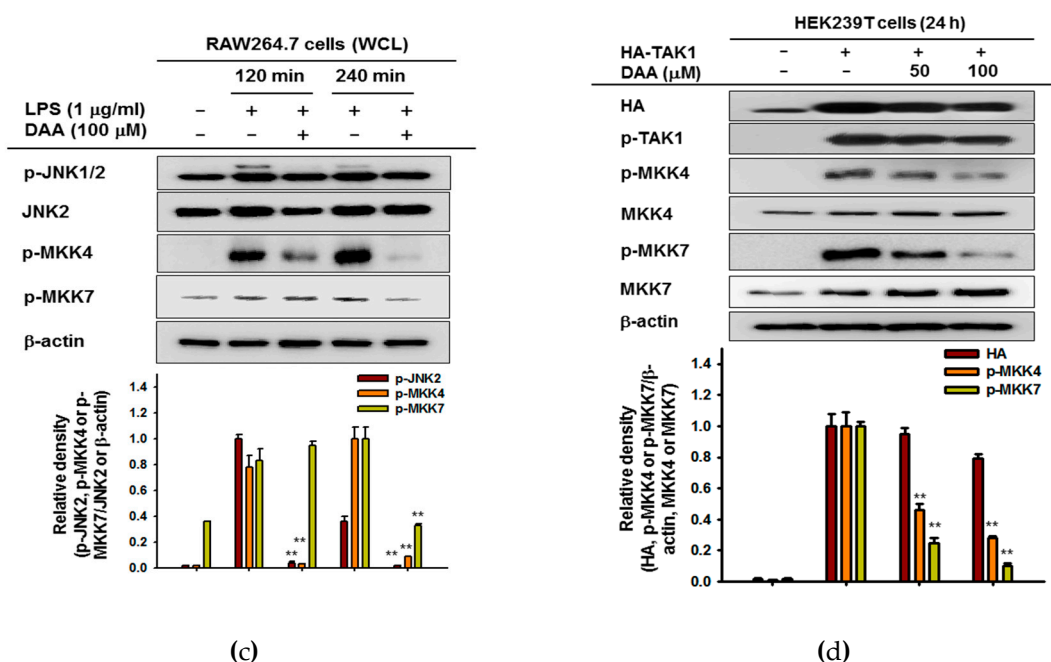 RAW264.7 cells (WCL)
120 min 240 min
LPS (1 μg/ml) − + + + +
DAA (100 μM) − − + − +
p-JNK1/2
JNK2
p-MKK4
p-MKK7
β-actin
Relative density
(p-JNK2, p-MKK4 or p-
MKK7/JNK2 or β-actin)
1.4
1.2
1.0
0.8
0.6
0.4
0.2
0.0
p-JNK2
p-MKK4
p-MKK7
** ** ** ** **
(c)
HEK239T cells (24 h)
HA-TAK1 − + + +
DAA (μM) − − 50 100
HA
p-TAK1
p-MKK4
MKK4
p-MKK7
MKK7
β-actin
Relative density
(HA, p-MKK4 or p-MKK7/β-
actin, MKK4 or MKK7)
1.4
1.2
1.0
0.8
0.6
0.4
0.2
0.0
HA
p-MKK4
p-MKK7
** ** ** **
(d)